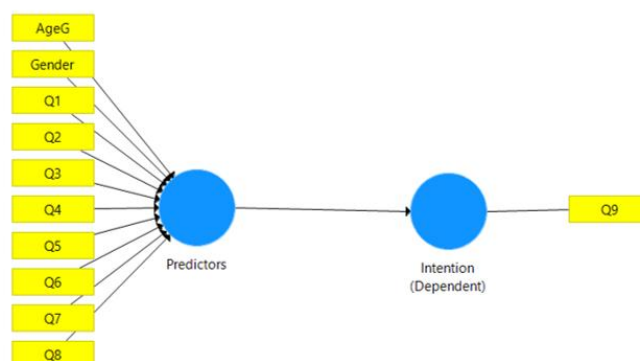 AgeG
Gender
Q1
Q2
Q3
Q4
Q5
Q6
Q7
Q8
Predictors
Intention
(Dependent)
Q9